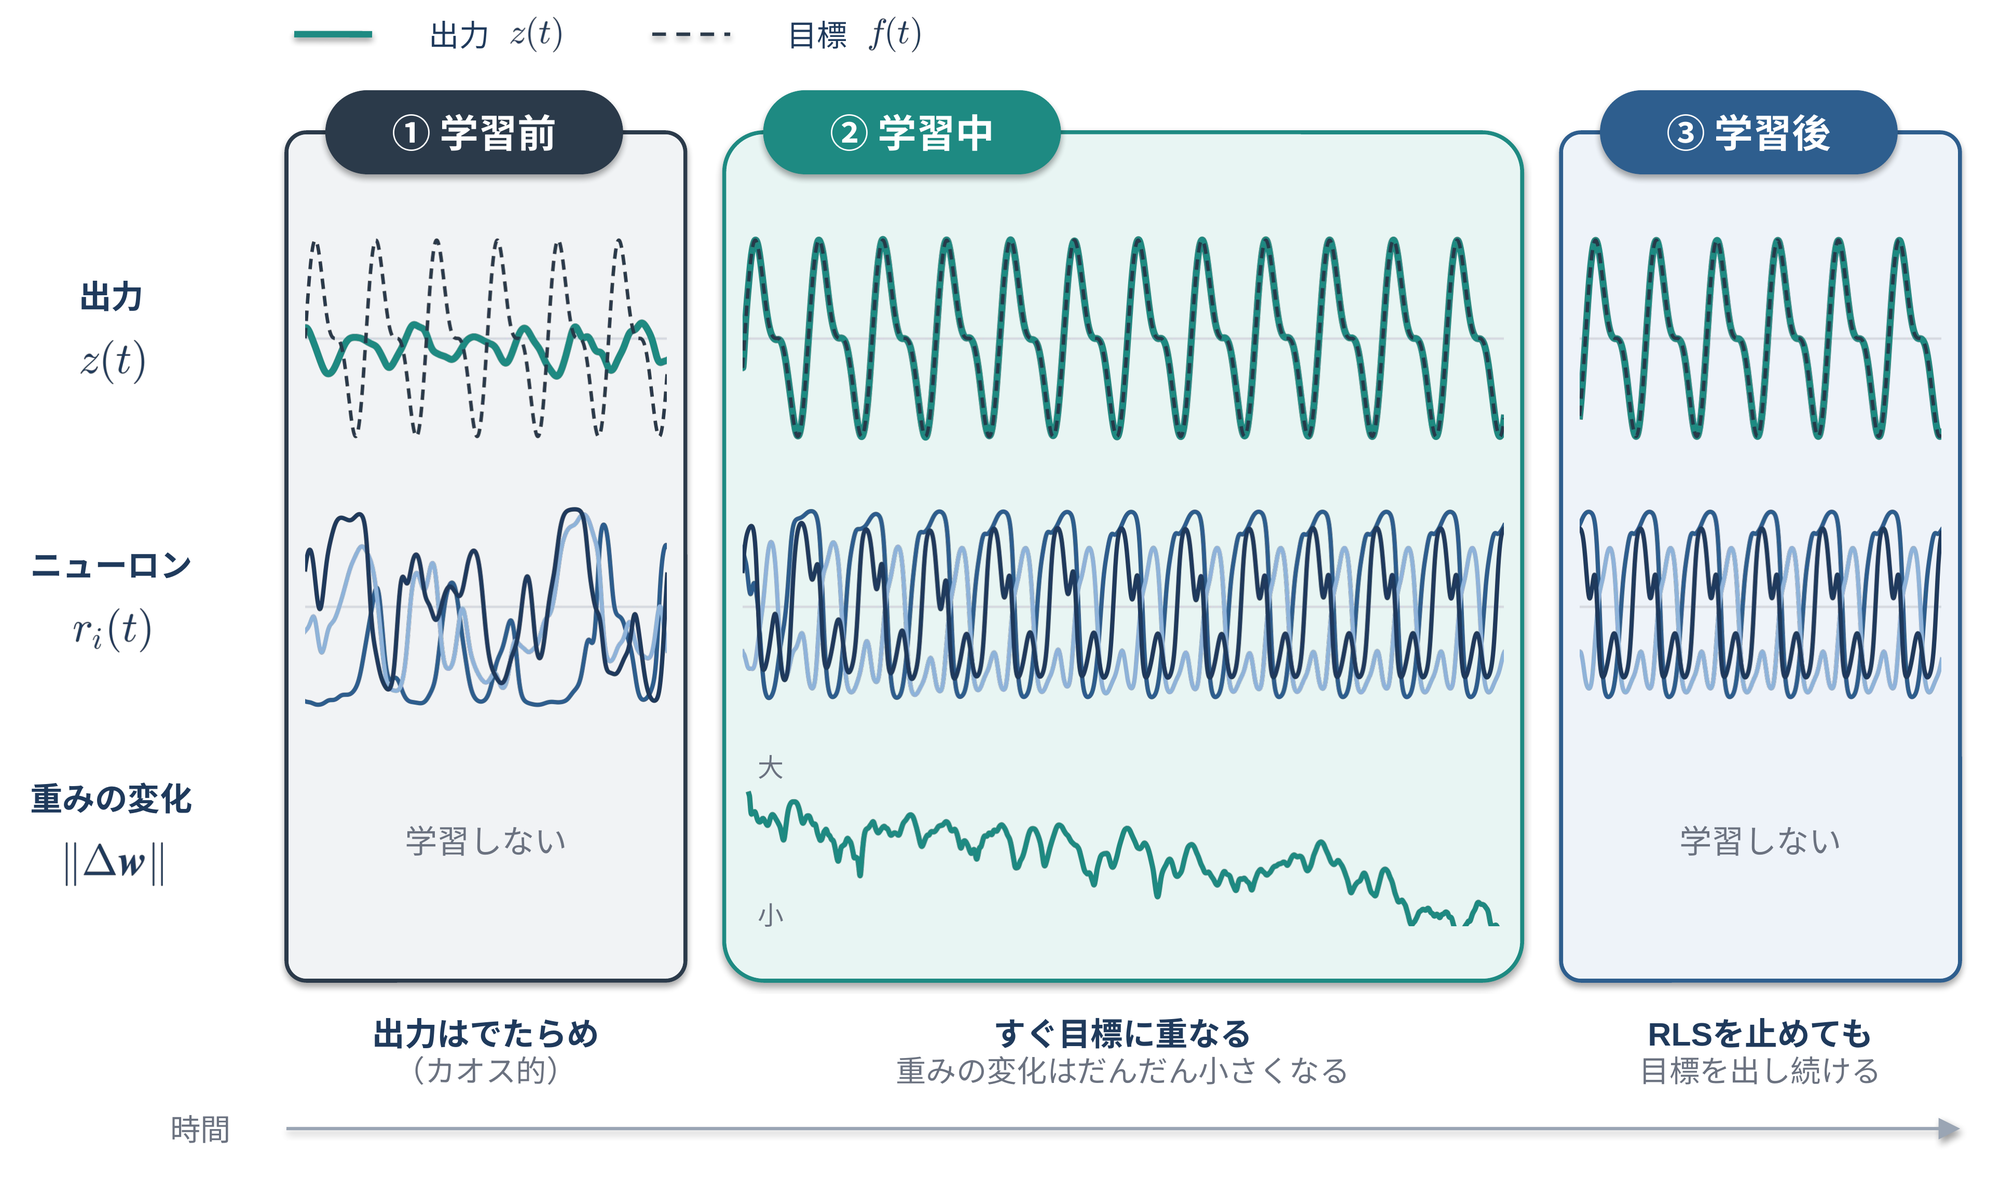 出力 z(t)
目標 f(t)
① 学習前
② 学習中
③ 学習後
出力
z(t)
ニューロン
r_i(t)
重みの変化
‖Δw‖
学習しない
大
小
学習しない
出力はでたらめ
（カオス的）
すぐ目標に重なる
重みの変化はだんだん小さくなる
RLSを止めても
目標を出し続ける
時間